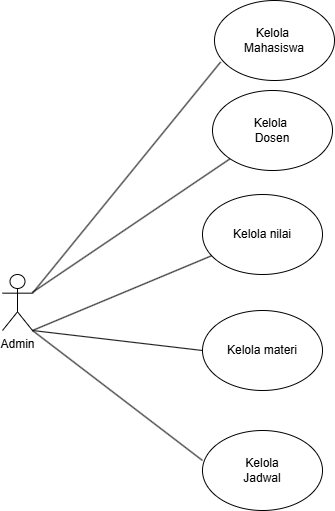 Kelola
Mahasiswa
Kelola
Dosen
Kelola nilai
Admin
Kelola materi
Kelola
Jadwal